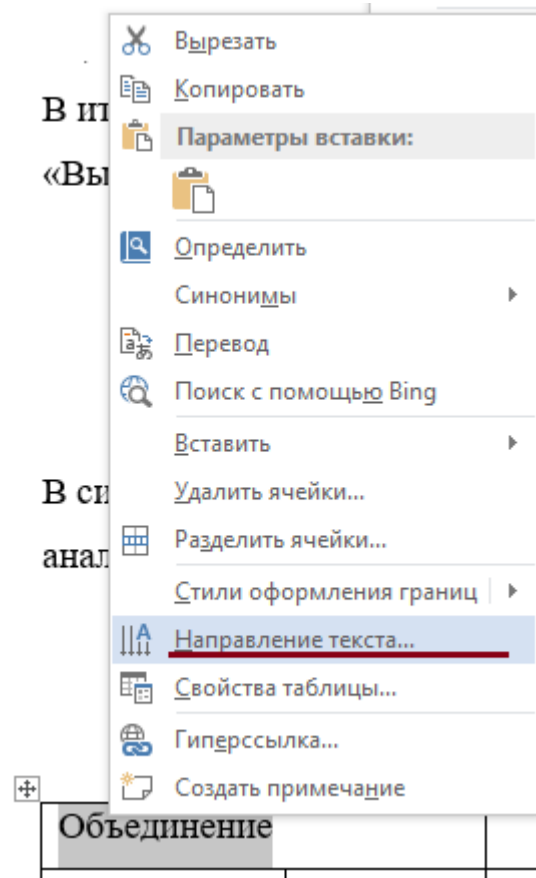 Вырезать
В ит
Копировать
Параметры вставки:
«Вы
Определить
Синонимы
Перевод
Поиск с помощью Bing
Вставить
В си
Удалить ячейки...
анал
Разделить ячейки...
Стили оформления границ
Направление текста...
Свойства таблицы...
Гиперссылка...
Создать примечание
Объединение